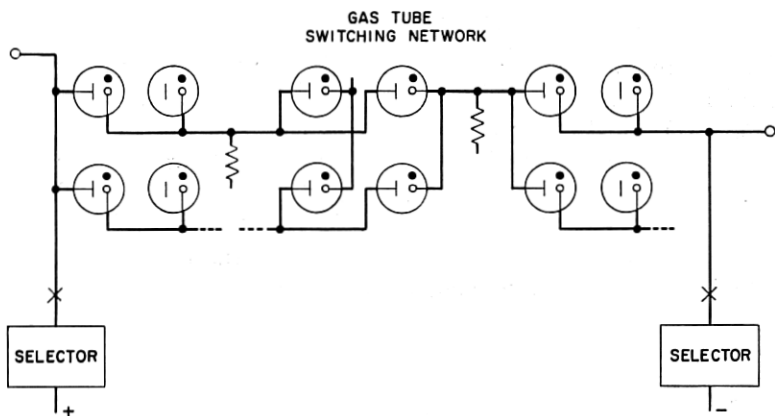 GAS TUBE
SWITCHING NETWORK
SELECTOR
SELECTOR
+
−